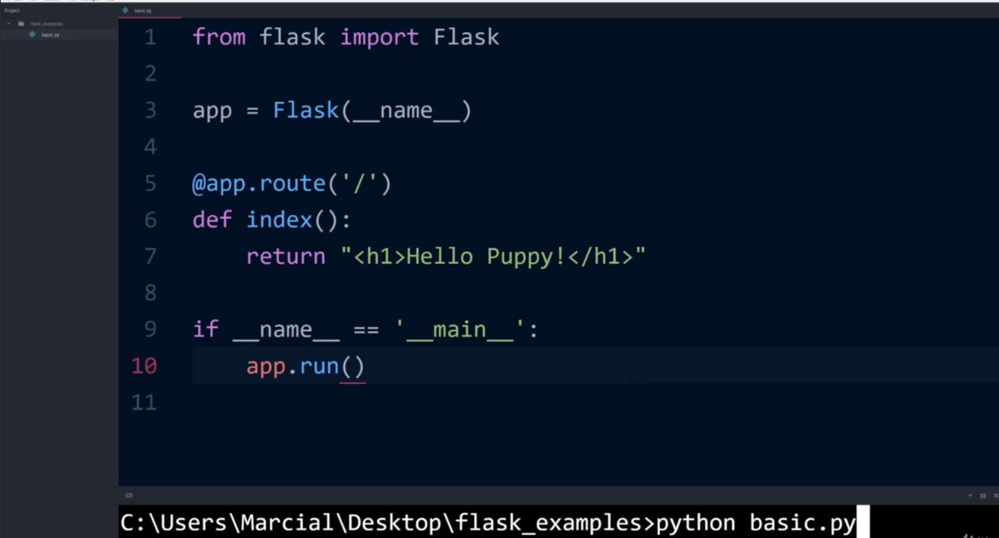 Project
basic.py
flask_examples
basic.py
1 from flask import Flask
2
3 app = Flask(__name__)
4
5 @app.route('/')
6 def index():
7     return "<h1>Hello Puppy!</h1>"
8
9 if __name__ == '__main__':
10     app.run()
11
C:\Users\Marcial\Desktop\flask_examples>python basic.py